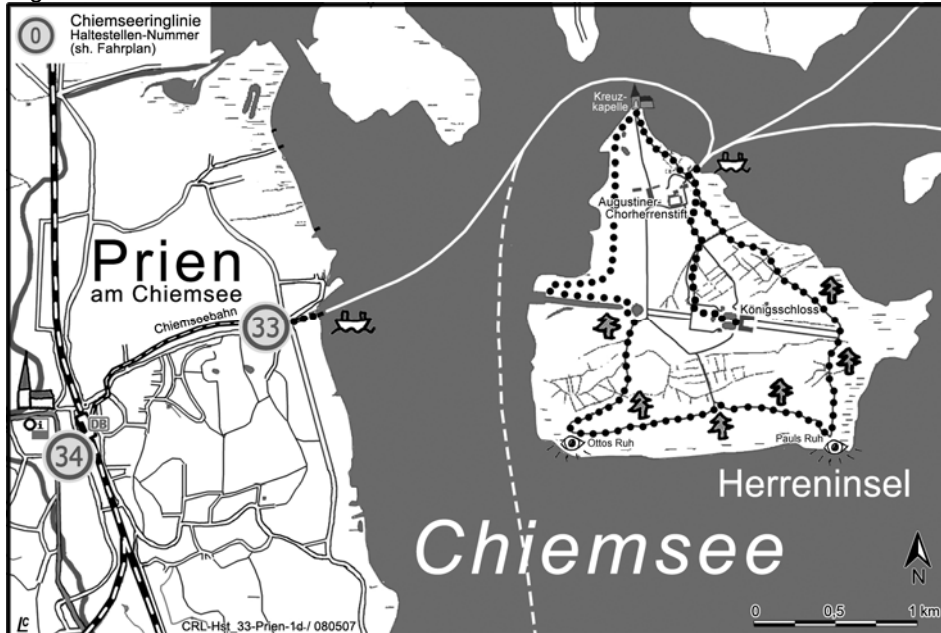 0
Chiemseeringlinie
Haltestellen-Nummer
(sh. Fahrplan)
Kreuz-
kapelle
Augustiner-
Chorherrenstift
Prien
am Chiemsee
Chiemseebahn
33
Königsschloss
DB
i
34
Ottos Ruh
Pauls Ruh
Herreninsel
Chiemsee
N
0 0,5 1 km
CRL-Hst_33-Prien-1d / 080507